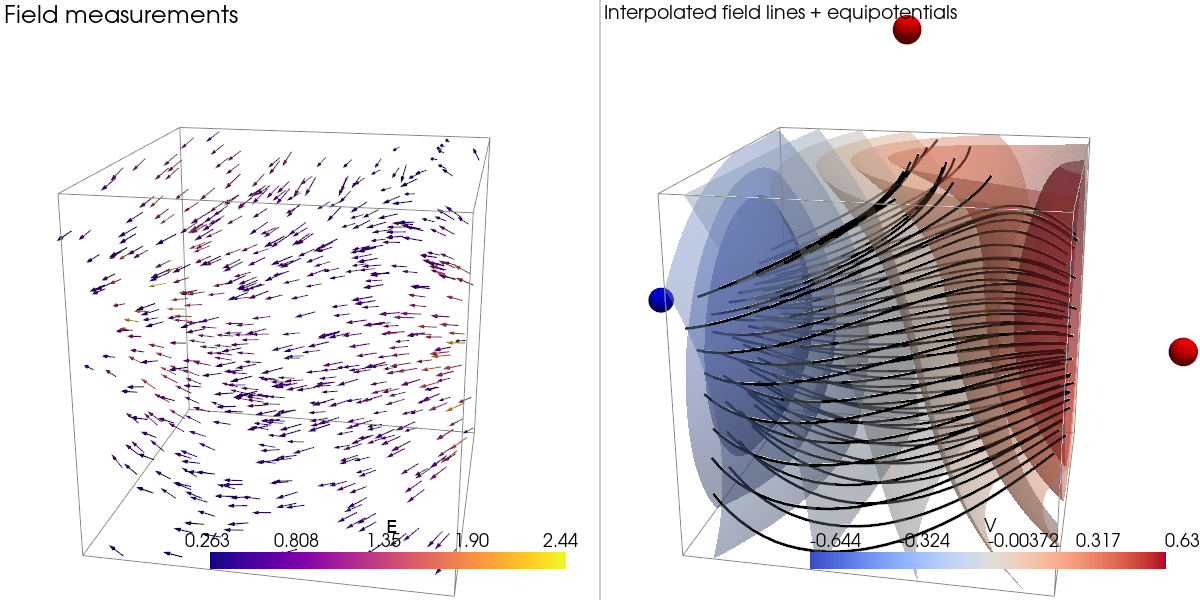 Field measurements
E
0.263 0.808 1.35 1.90 2.44
Interpolated field lines + equipotentials
V
-0.644 -0.324 -0.00372 0.317 0.63